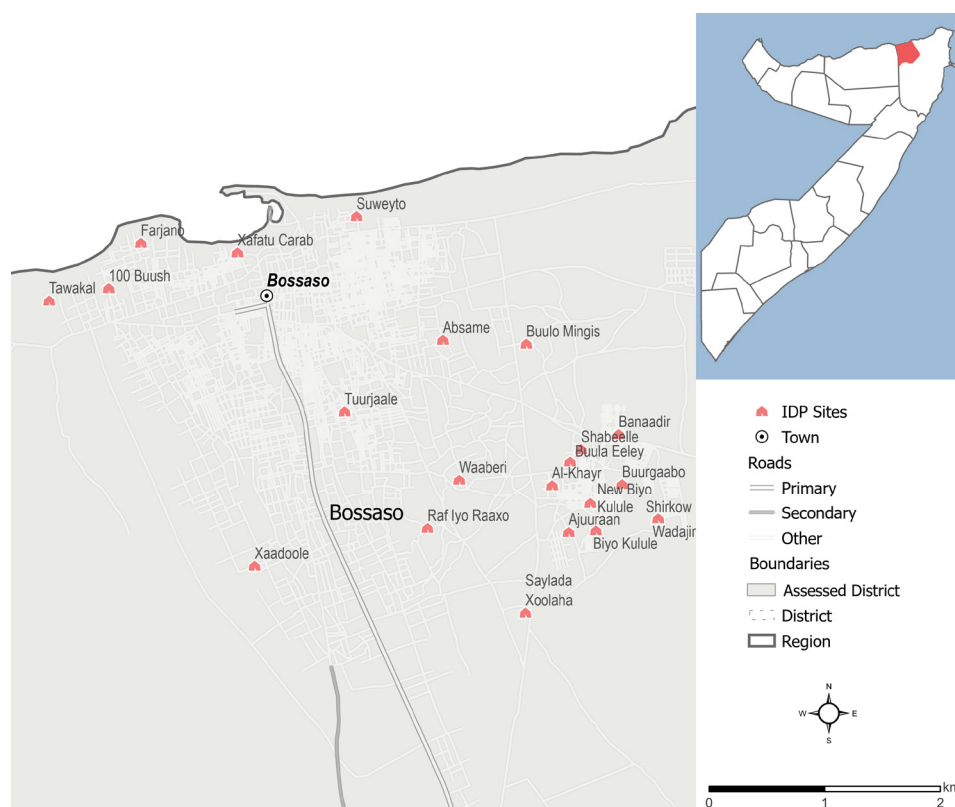 Suweyto
Farjano
Xafatu Carab
100 Buush
Bossaso
Tawakal
Absame
Buulo Mingis
Tuurjaale
Banaadir
Shabeelle
Buula Eeley
Waaberi
Al-Khayr
Buurgaabo
New Biyo
Kulule
Shirkow
Bossaso
Raf Iyo Raaxo
Ajuuraan
Wadajir
Biyo Kulule
Xaadoole
Saylada
Xoolaha
IDP Sites
Town
Roads
Primary
Secondary
Other
Boundaries
Assessed District
District
Region
N
W
E
S
km
0
1
2